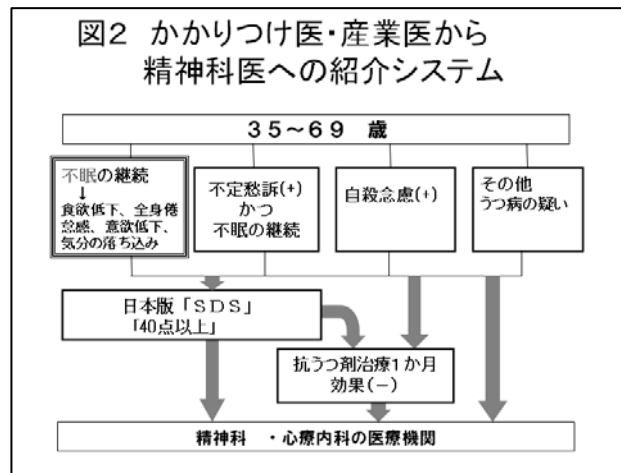 図2 かかりつけ医・産業医から
精神科医への紹介システム
35～69 歳
不眠の継続
↓
食欲低下、全身倦
怠感、意欲低下、
気分の落ち込み
不定愁訴(+)
かつ
不眠の継続
自殺念慮(+)
その他
うつ病の疑い
日本版「SDS」
「40点以上」
抗うつ剤治療1か月
効果(－)
精神科 ・心療内科の医療機関